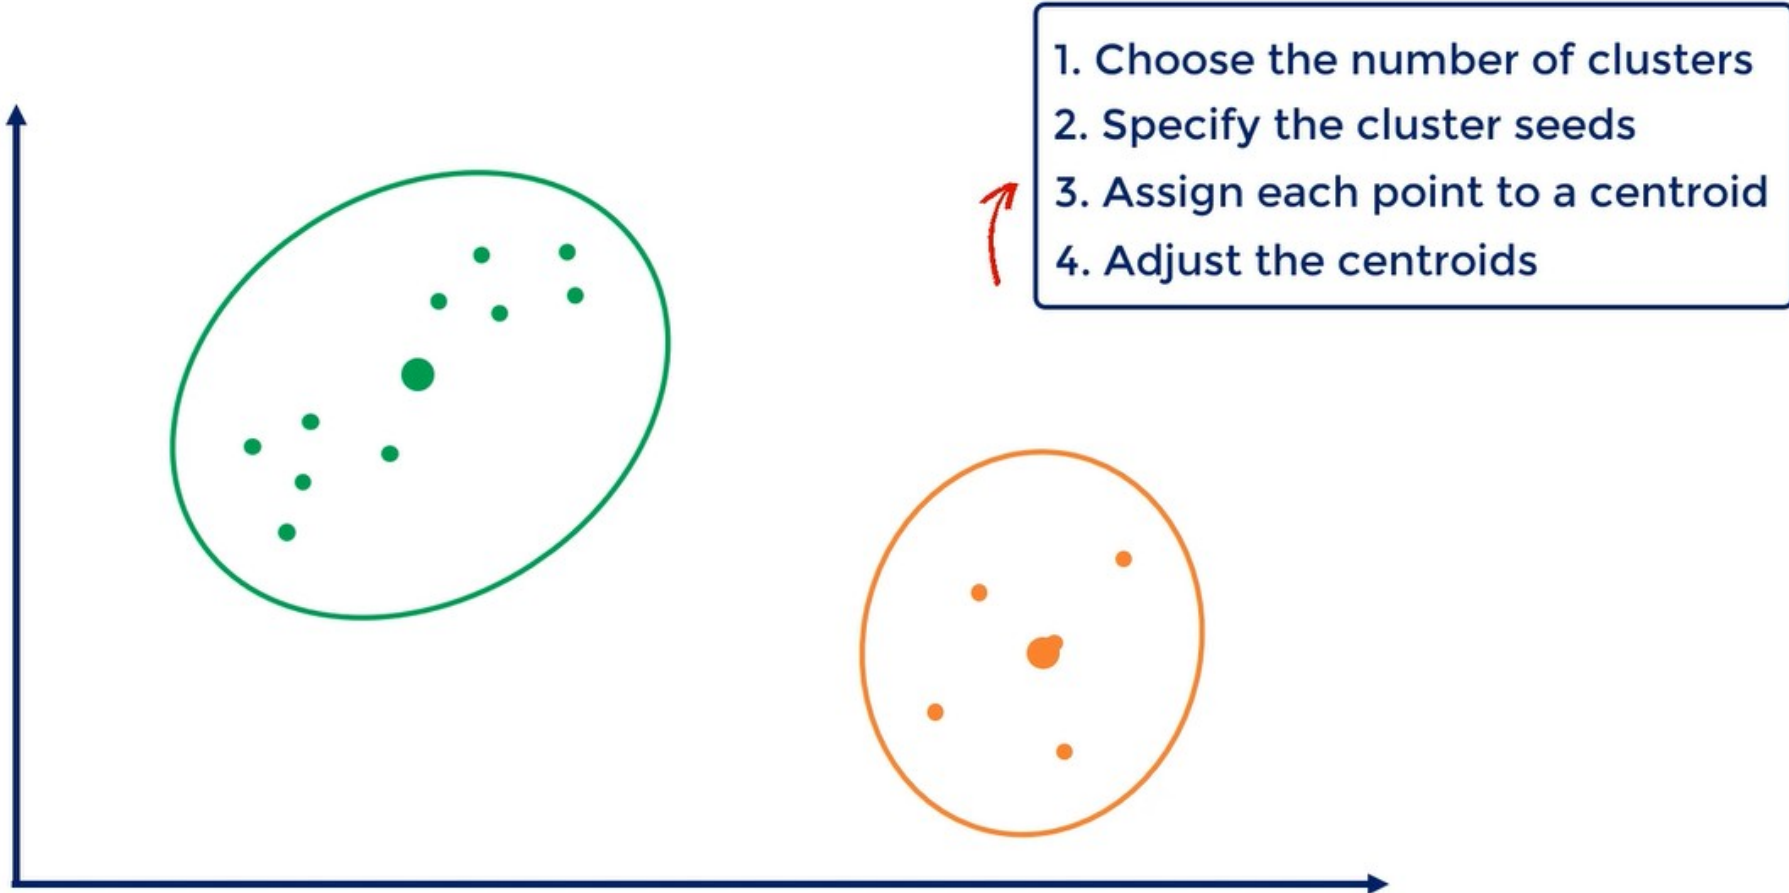 1. Choose the number of clusters
2. Specify the cluster seeds
3. Assign each point to a centroid
4. Adjust the centroids